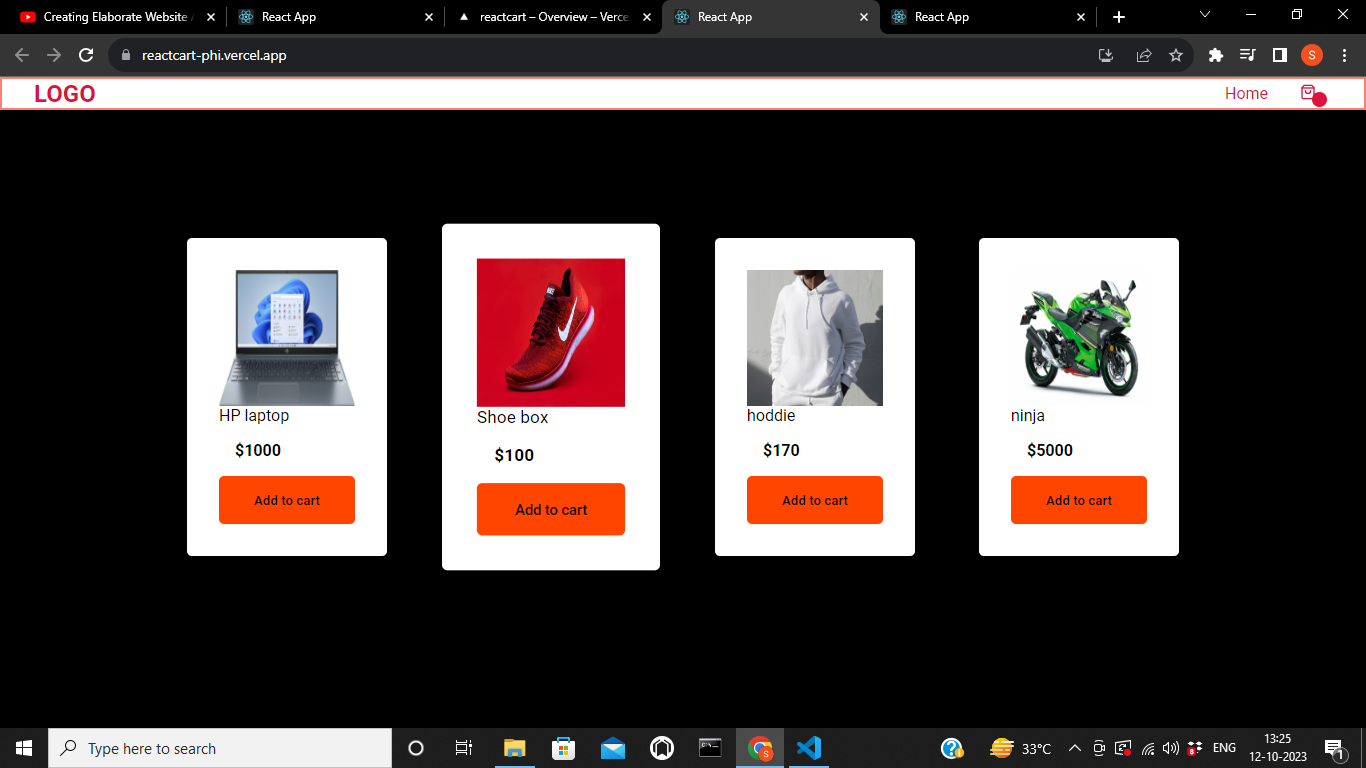 Creating Elaborate Website A
React App
reactcart – Overview – Verce
React App
React App
reactcart-phi.vercel.app
S
LOGO
Home
HP laptop
$1000
Add to cart
Shoe box
$100
Add to cart
hoddie
$170
Add to cart
ninja
$5000
Add to cart
Type here to search
33°C
ENG
13:25
12-10-2023
1